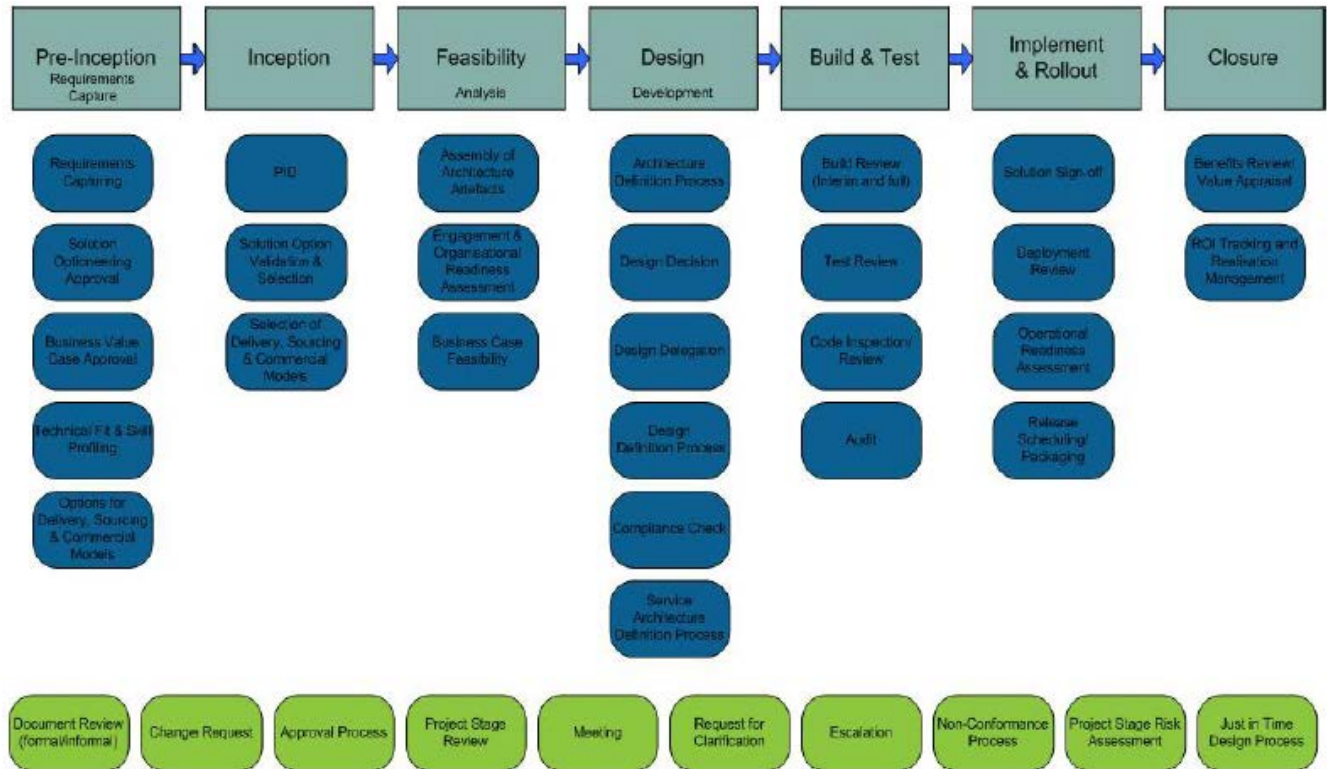 Pre-Inception
Requirements
Capture
Inception
Feasibility
Analysis
Design
Development
Build & Test
Implement
& Rollout
Closure
Requirements
Capturing
Solution
Optioneering
Approval
Business Value
Case Approval
Technical Fit & Skill
Profiling
Options for
Delivery, Sourcing
& Commercial
Models
PID
Solution Option
Validation &
Selection
Selection of
Delivery, Sourcing
& Commercial
Models
Assembly of
Architecture
Artefacts
Engagement &
Organisational
Readiness
Assessment
Business Case
Feasibility
Architecture
Definition Process
Design Decision
Design Delegation
Design
Definition Process
Compliance Check
Service
Architecture
Definition Process
Build Review
(Interim and full)
Test Review
Code Inspection/
Review
Audit
Solution Sign-off
Deployment
Review
Operational
Readiness
Assessment
Release
Scheduling/
Packaging
Benefits Review/
Value Appraisal
ROI Tracking and
Realisation
Management
Document Review
(formal/informal)
Change Request
Approval Process
Project Stage
Review
Meeting
Request for
Clarification
Escalation
Non-Conformance
Process
Project Stage Risk
Assessment
Just in Time
Design Process